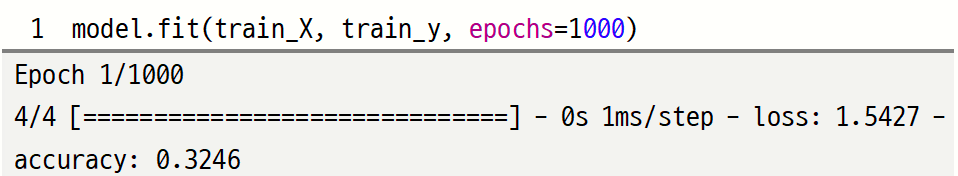 1 model.fit(train_X, train_y, epochs=1000)
Epoch 1/1000
4/4 [==============================] - 0s 1ms/step - loss: 1.5427 -
accuracy: 0.3246